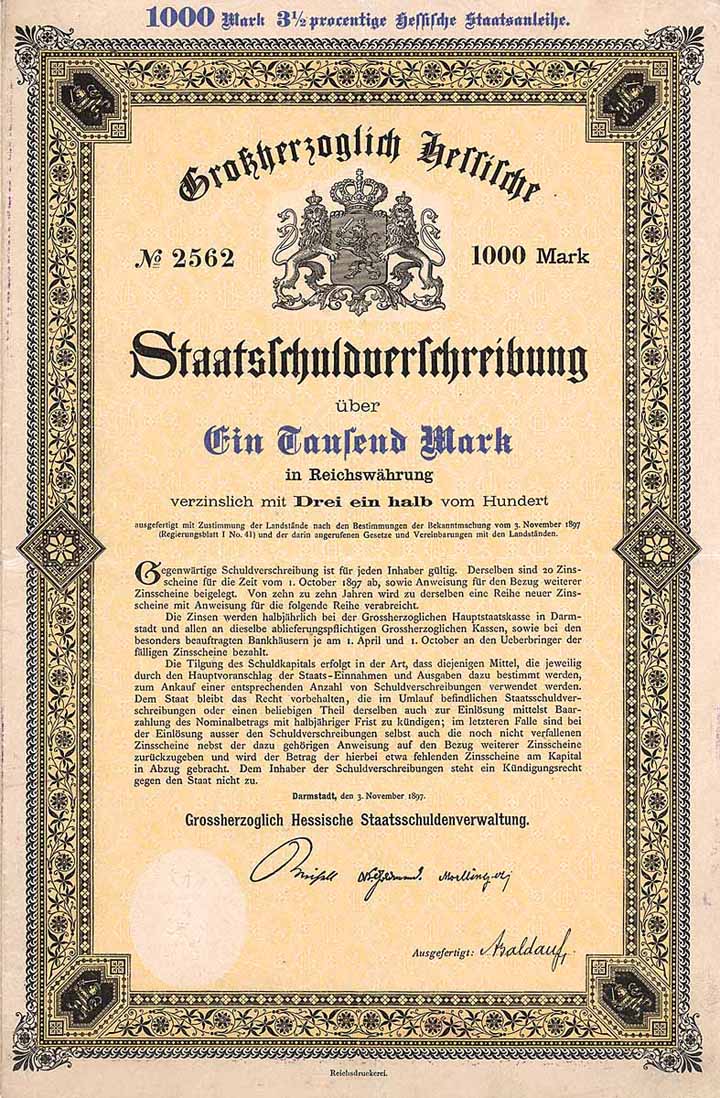 1000 Mark 3½ procentige Hessische Staatsanleihe.
Großherzoglich Hessische
№ 2562
1000 Mark
Staatsschuldverschreibung
über
Ein Tausend Mark
in Reichswährung
verzinslich mit Drei ein halb vom Hundert
ausgefertigt mit Zustimmung der Landstände nach den Bestimmungen der Bekanntmachung vom 3. November 1897
(Regierungsblatt I No. 41) und der darin angerufenen Gesetze und Vereinbarungen mit den Landständen.
Gegenwärtige Schuldverschreibung ist für jeden Inhaber gültig. Derselben sind 20 Zins-
scheine für die Zeit vom 1. October 1897 ab, sowie Anweisung für den Bezug weiterer
Zinsscheine beigelegt. Von zehn zu zehn Jahren wird zu derselben eine Reihe neuer Zins-
scheine mit Anweisung für die folgende Reihe verabreicht.
Die Zinsen werden halbjährlich bei der Grossherzoglichen Hauptstaatskasse in Darm-
stadt und allen an dieselbe ablieferungspflichtigen Grossherzoglichen Kassen, sowie bei den
besonders beauftragten Bankhäusern je am 1. April und 1. October an den Ueberbringer der
fälligen Zinsscheine bezahlt.
Die Tilgung des Schuldkapitals erfolgt in der Art, dass diejenigen Mittel, die jeweilig
durch den Hauptvoranschlag der Staats-Einnahmen und Ausgaben dazu bestimmt werden,
zum Ankauf einer entsprechenden Anzahl von Schuldverschreibungen verwendet werden.
Dem Staat bleibt das Recht vorbehalten, die im Umlauf befindlichen Staatsschuldver-
schreibungen oder einen beliebigen Theil derselben auch zur Einlösung mittelst Baar-
zahlung des Nominalbetrags mit halbjähriger Frist zu kündigen; im letzteren Falle sind bei
der Einlösung ausser den Schuldverschreibungen selbst auch die noch nicht verfallenen
Zinsscheine nebst der dazu gehörigen Anweisung auf den Bezug weiterer Zinsscheine
zurückzugeben und wird der Betrag der hierbei etwa fehlenden Zinsscheine am Kapital
in Abzug gebracht. Dem Inhaber der Schuldverschreibungen steht ein Kündigungsrecht
gegen den Staat nicht zu.
Darmstadt, den 3. November 1897.
Grossherzoglich Hessische Staatsschuldenverwaltung.
Ausgefertigt:
Reichsdruckerei.